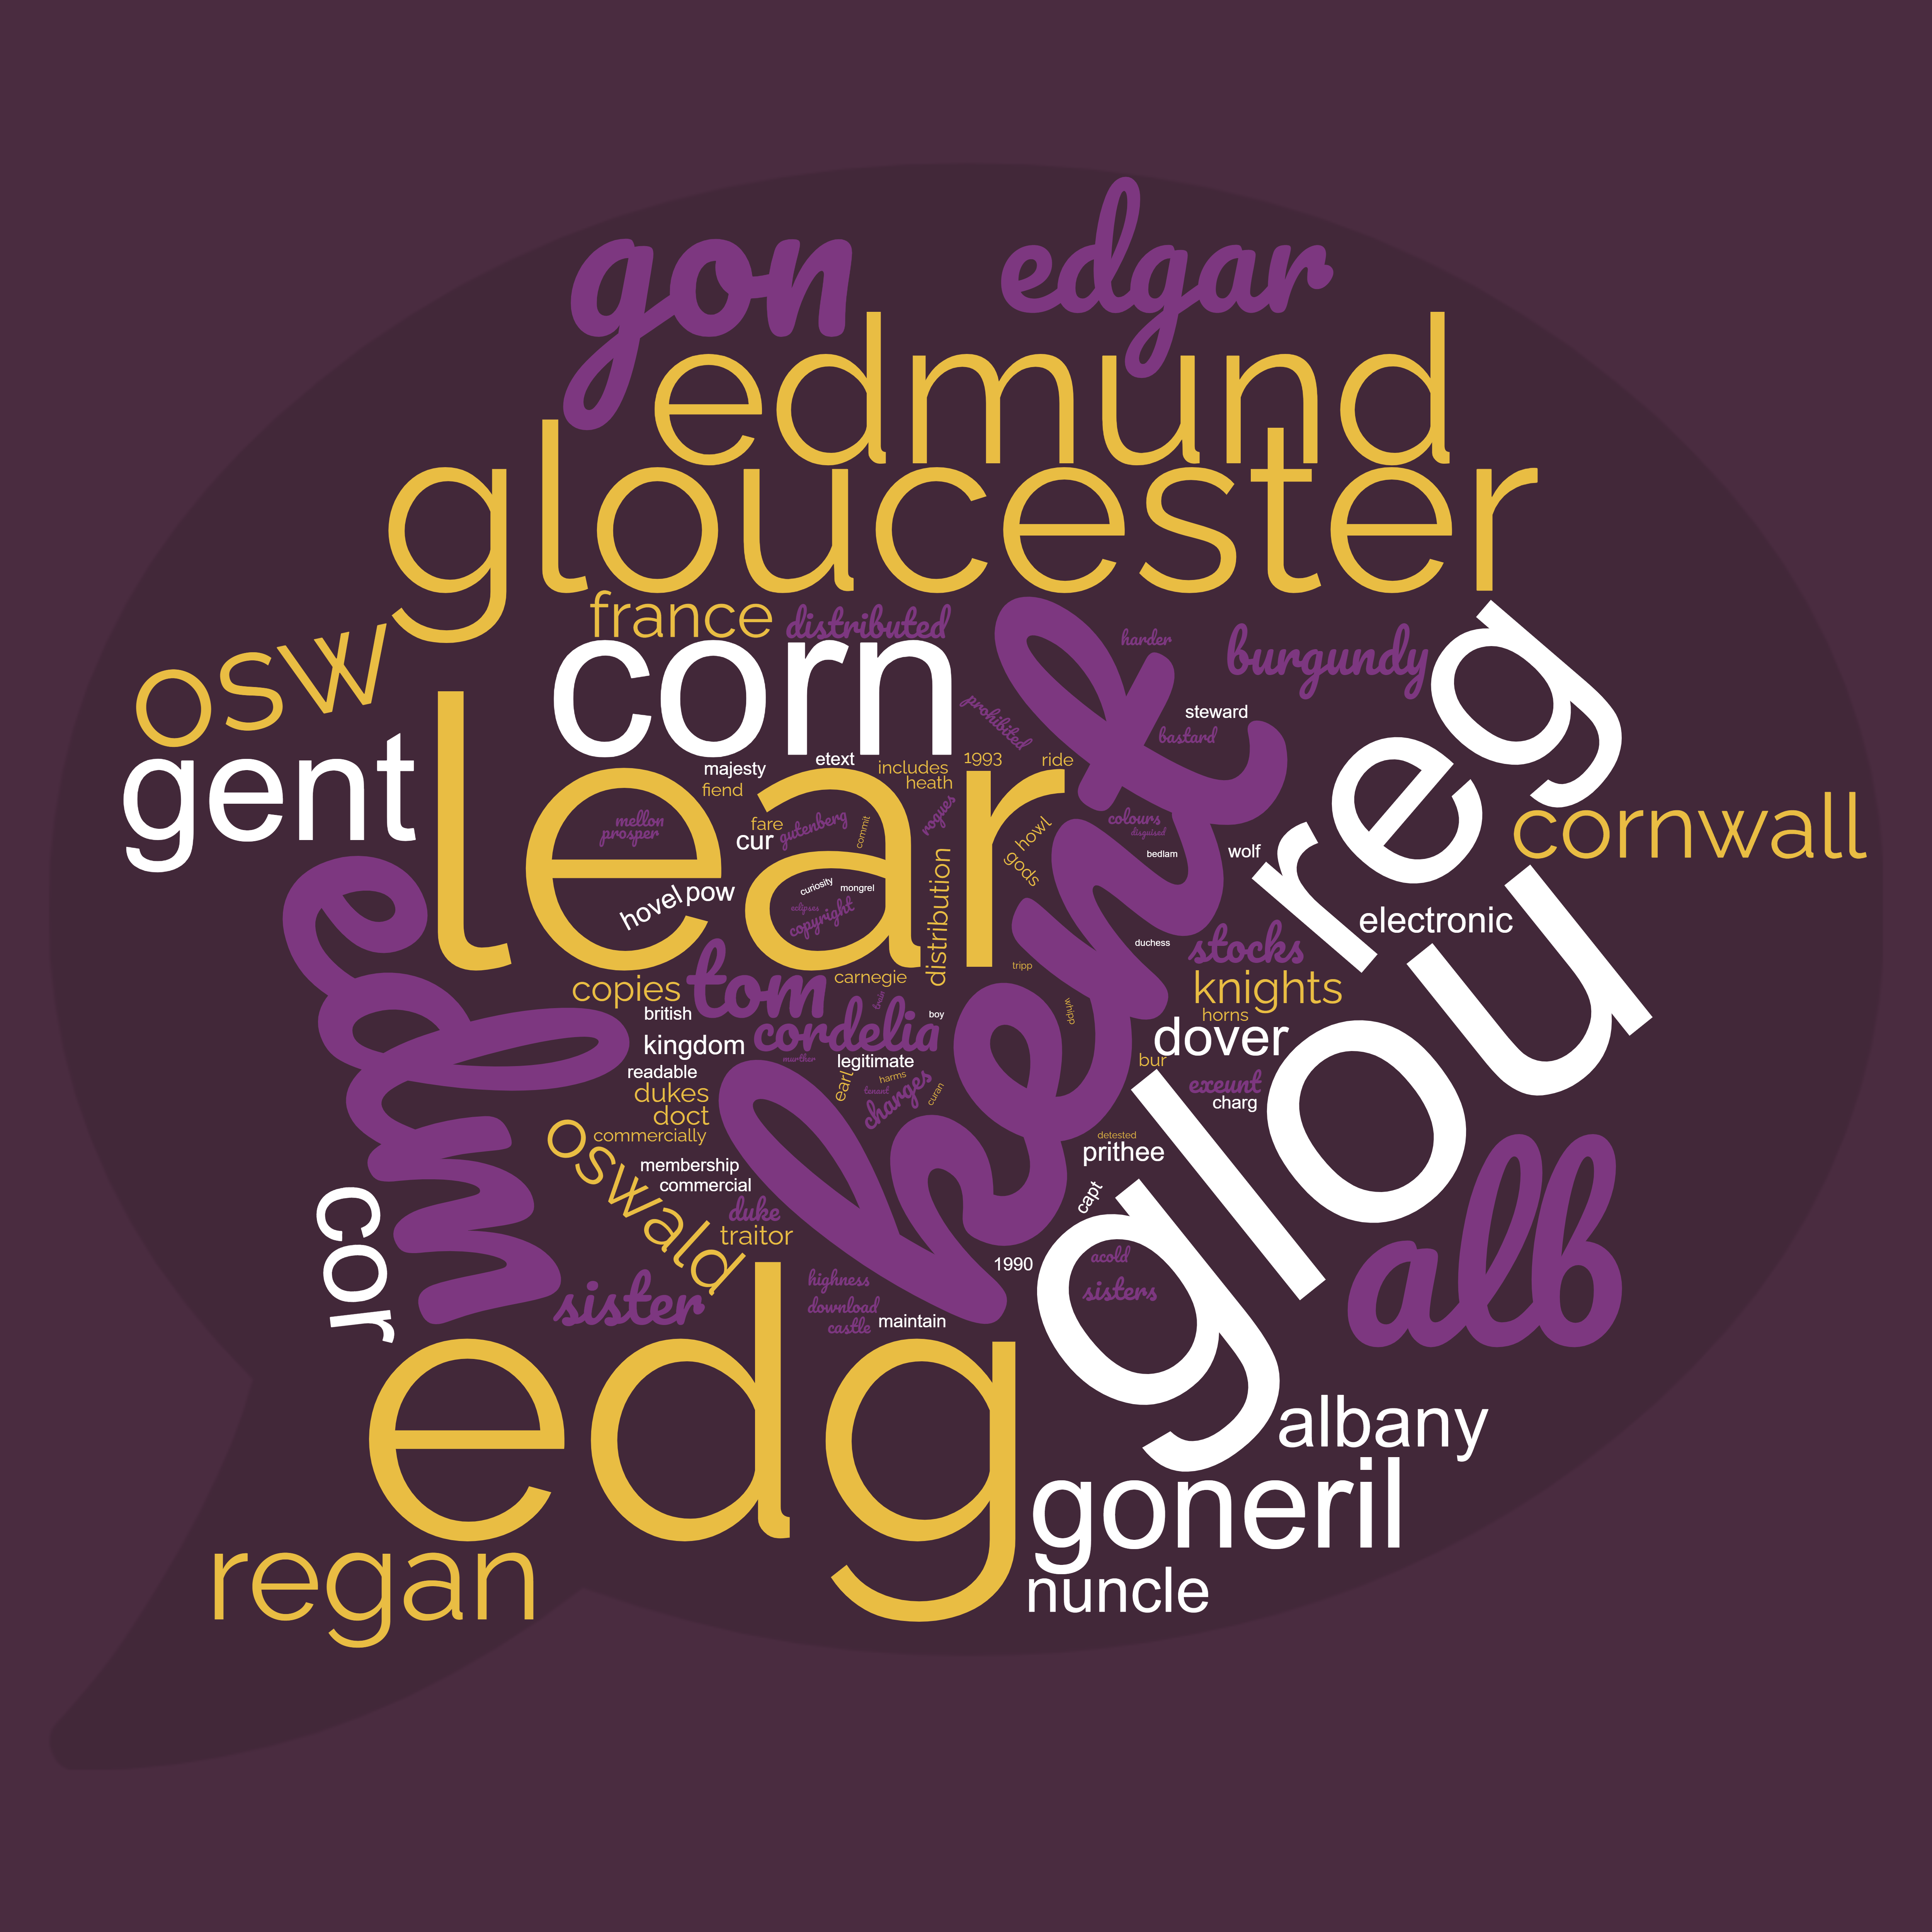 gon
edgar
edmund
gloucester
france
distributed
harder
burgundy
osw
corn
kent
reg
steward
bastard
prohibited
gent
lear
majesty
etext
includes
1993
ride
heath
fiend
mellon
prosper
fare
cur
gutenberg
commit
rogues
howl
gods
colours
disguised
bedlam
wolf
cornwall
hovel
pow
curiosity
mongrel
eclipses
copyright
distribution
electronic
edm
glou
duchess
stocks
tripp
knights
horns
copies
tom
carnegie
british
cordelia
boy
whipp
dover
kingdom
murther
legitimate
bur
readable
earl
harms
tenant
charges
curan
exeunt
charg
dukes
doct
commercially
oswald
detested
prithee
membership
commercial
capt
cor
duke
traitor
alb
1990
acold
sister
highness
sisters
download
castle
maintain
edg
albany
goneril
regan
nuncle